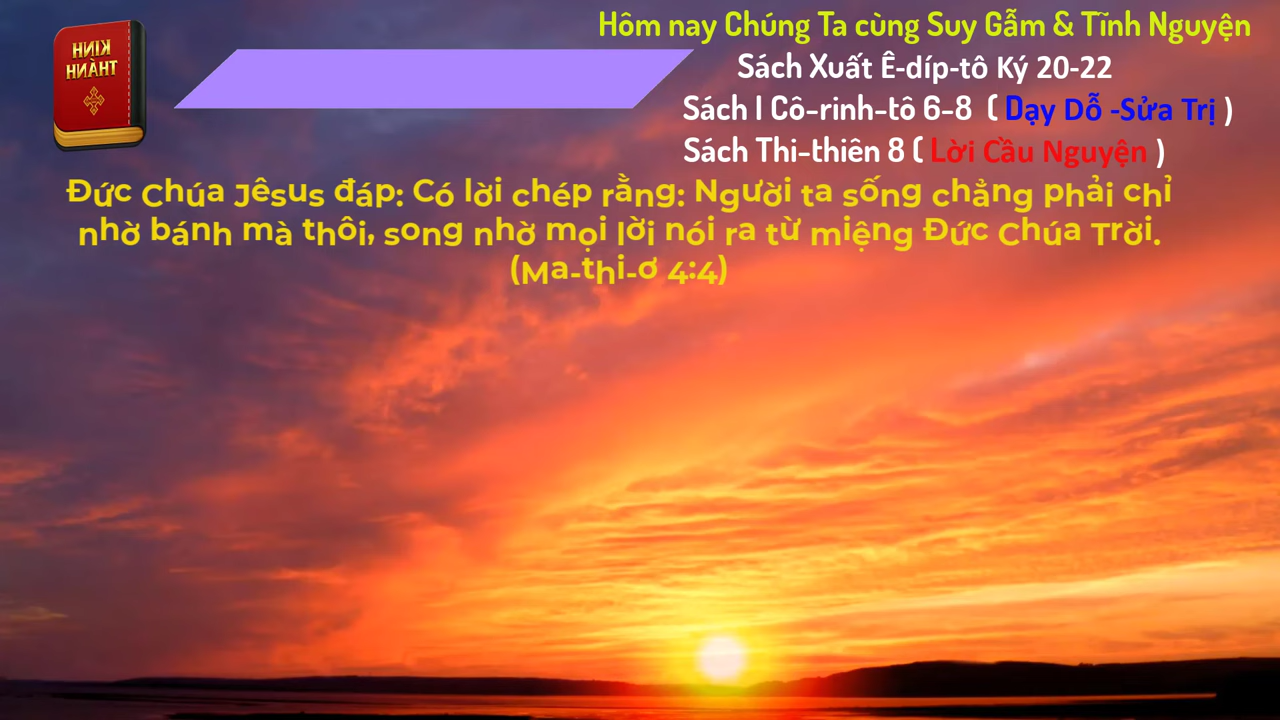 KINH
THÀNH
Hôm nay Chúng Ta cùng Suy Gẫm & Tĩnh Nguyện
Sách Xuất Ê-díp-tô Ký 20-22
Sách I Cô-rinh-tô 6-8 ( Dạy Dỗ -Sửa Trị )
Sách Thi-thiên 8 ( Lời Cầu Nguyện )
Đức Chúa Jêsus đáp: Có lời chép rằng: Người ta sống chẳng phải chỉ
nhờ bánh mà thôi, song nhờ mọi lời nói ra từ miệng Đức Chúa Trời.
(Ma-thi-ơ 4:4)